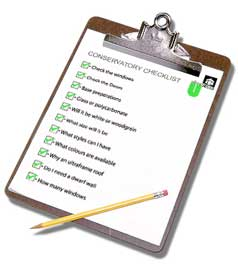 CONSERVATORY CHECKLIST
Check the windows
Check the Doors
Base preperations
Glass or polycarbonate
Will it be white or woodgrain
What size will it be
What styles can I have
What colours are available
Why an ultraframe roof
Do I need a dwarf wall
How many windows